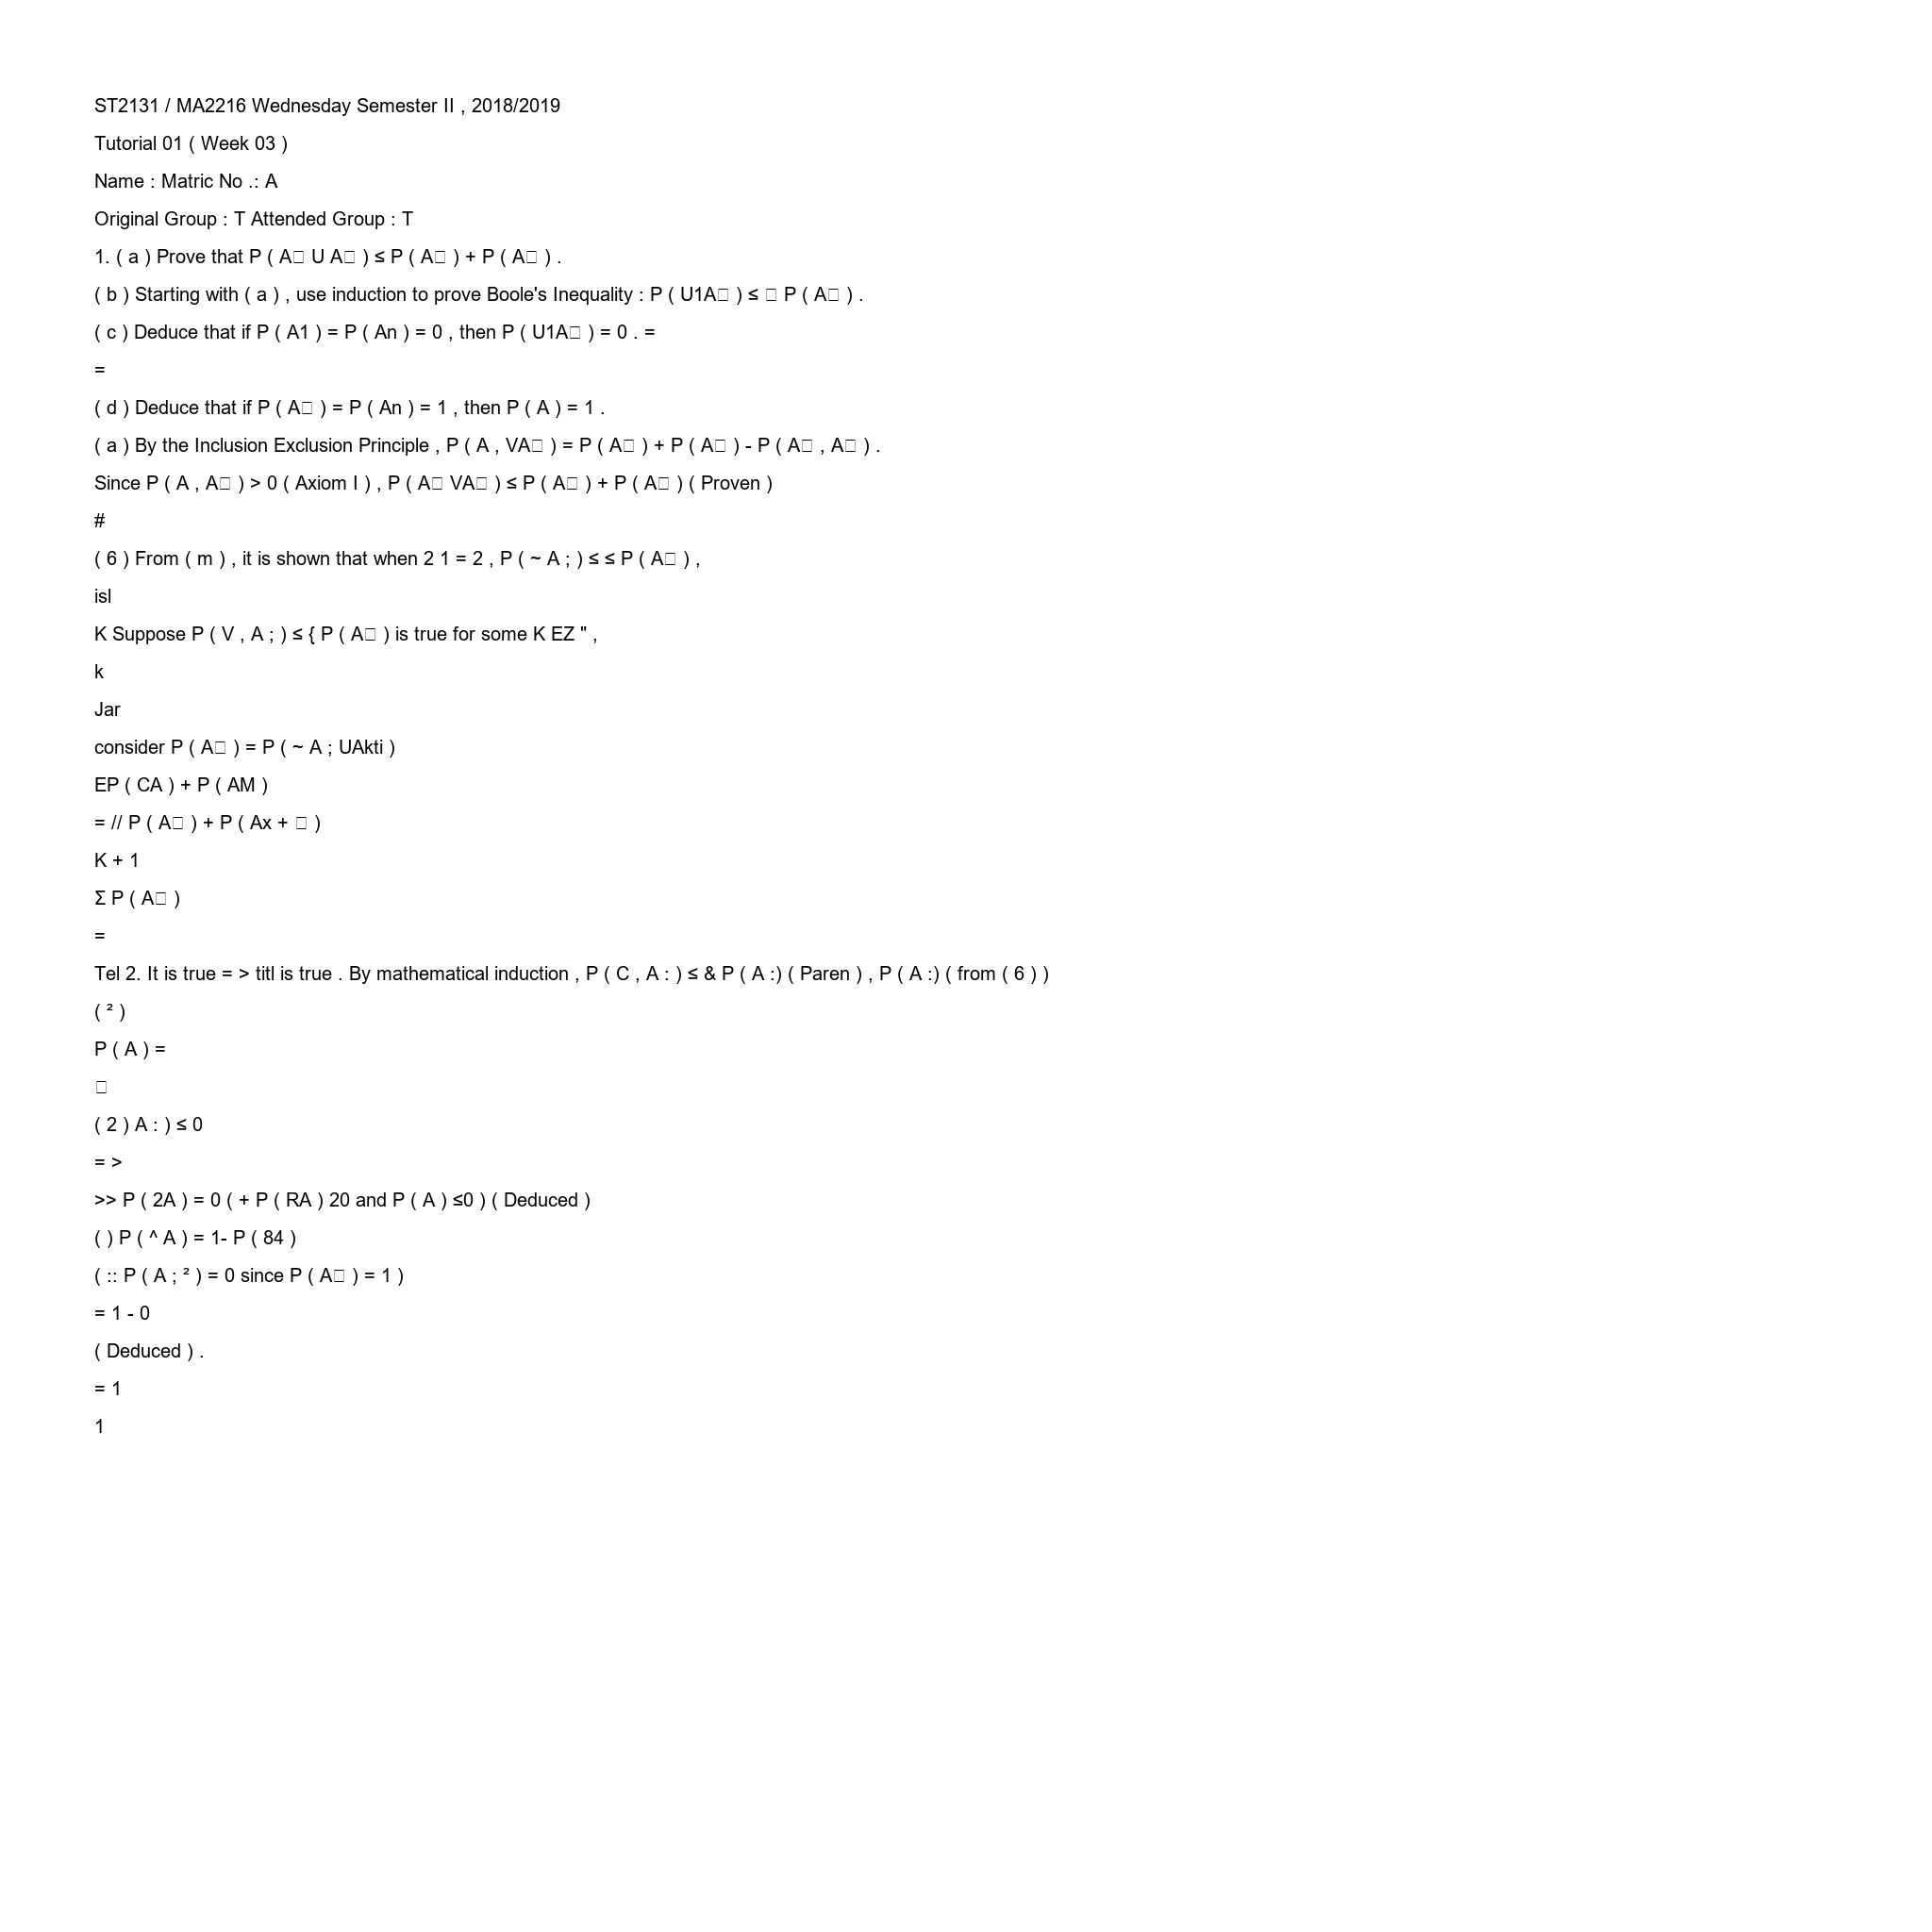 ST2131 / MA2216 Wednesday Semester II , 2018/2019
Tutorial 01 ( Week 03 )
Name : Matric No .: A
Original Group : T Attended Group : T
1. ( a ) Prove that P ( A□ U A□ ) ≤ P ( A□ ) + P ( A□ ) .
( b ) Starting with ( a ) , use induction to prove Boole's Inequality : P ( U1A□ ) ≤ □ P ( A□ ) .
( c ) Deduce that if P ( A1 ) = P ( An ) = 0 , then P ( U1A□ ) = 0 . =
=
( d ) Deduce that if P ( A□ ) = P ( An ) = 1 , then P ( A ) = 1 .
( a ) By the Inclusion Exclusion Principle , P ( A , VA□ ) = P ( A□ ) + P ( A□ ) - P ( A□ , A□ ) .
Since P ( A , A□ ) > 0 ( Axiom I ) , P ( A□ VA□ ) ≤ P ( A□ ) + P ( A□ ) ( Proven )
#
( 6 ) From ( m ) , it is shown that when 2 1 = 2 , P ( ~ A ; ) ≤ ≤ P ( A□ ) ,
isl
K Suppose P ( V , A ; ) ≤ { P ( A□ ) is true for some K EZ " ,
k
Jar
consider P ( A□ ) = P ( ~ A ; UAkti )
EP ( CA ) + P ( AM )
= // P ( A□ ) + P ( Ax + □ )
K + 1
Σ P ( A□ )
=
Tel 2. It is true = > titl is true . By mathematical induction , P ( C , A : ) ≤ & P ( A :) ( Paren ) , P ( A :) ( from ( 6 ) )
( ² )
P ( A ) =
□
( 2 ) A : ) ≤ 0
= >
>> P ( 2A ) = 0 ( + P ( RA ) 20 and P ( A ) ≤0 ) ( Deduced )
( ) P ( ^ A ) = 1- P ( 84 )
( :: P ( A ; ² ) = 0 since P ( A□ ) = 1 )
= 1 - 0
( Deduced ) .
= 1
1